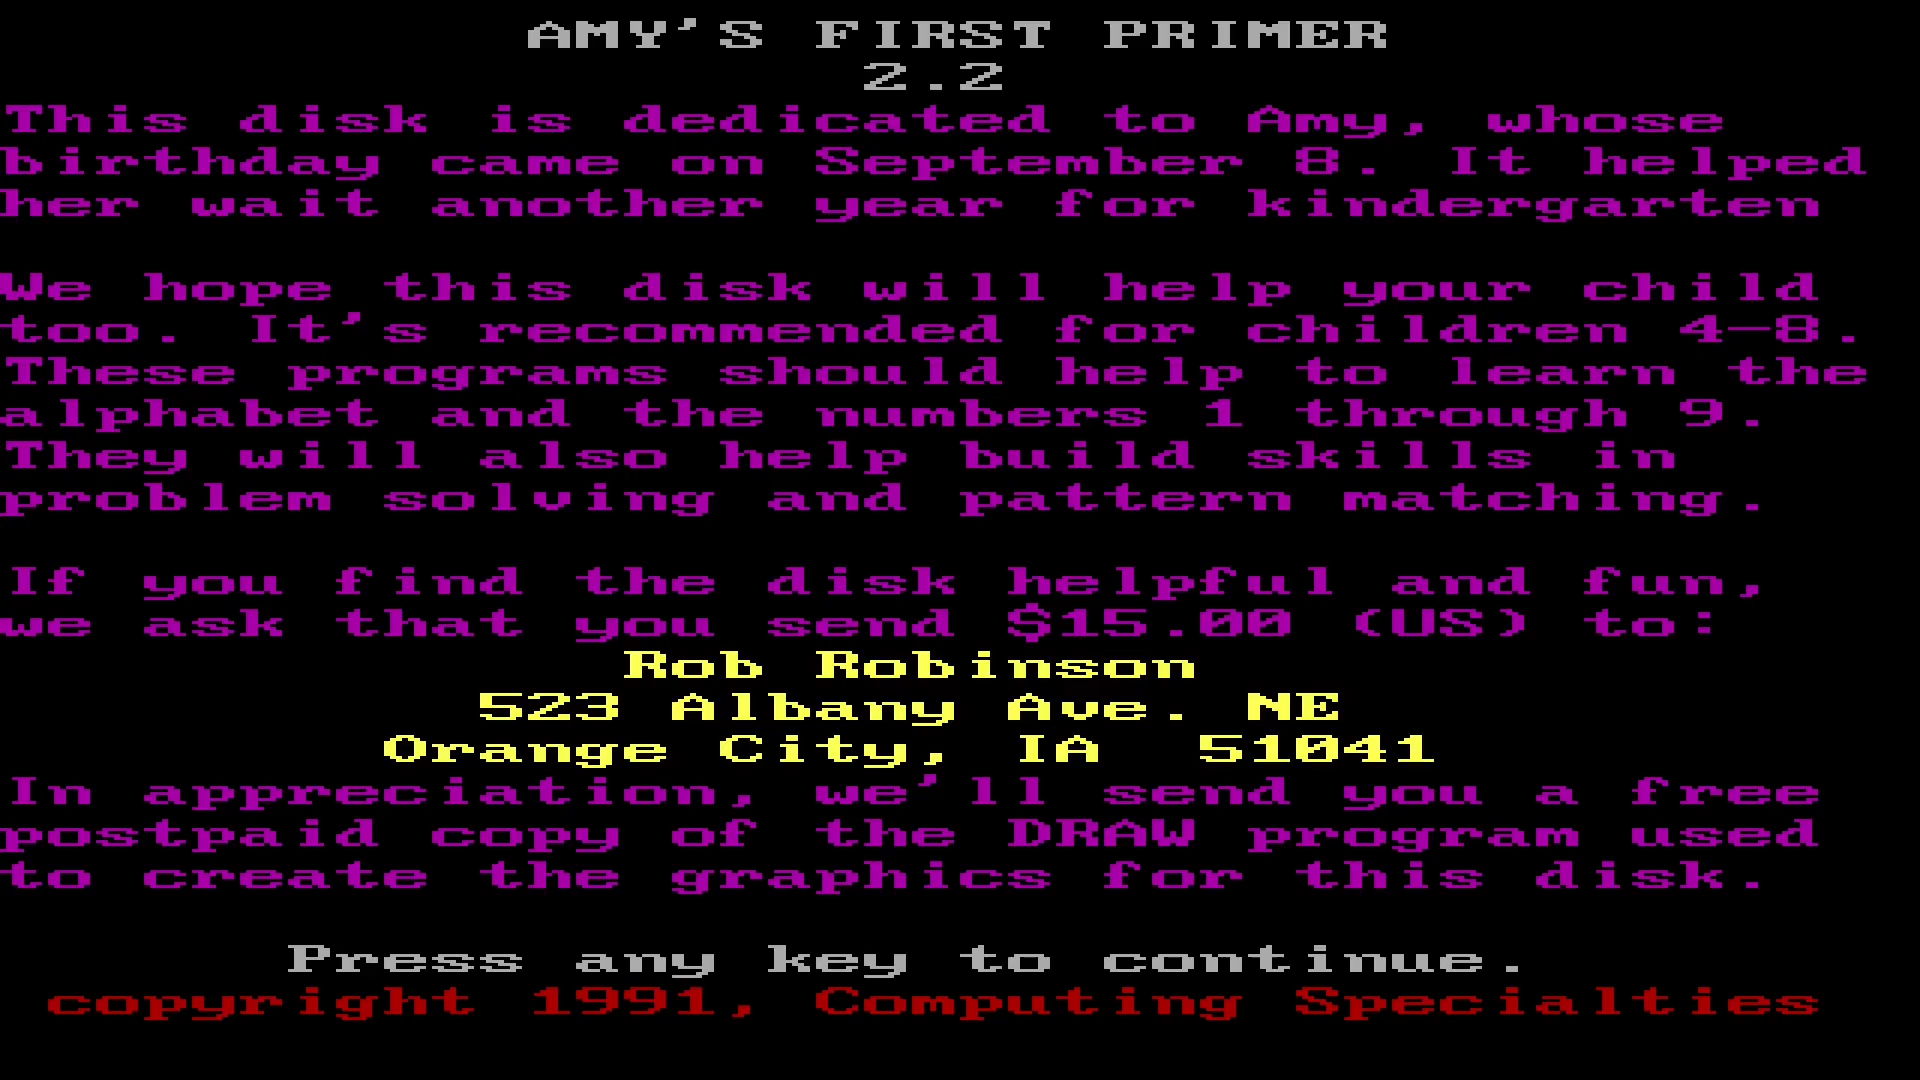 AMY'S FIRST PRIMER
2.2
This disk is dedicated to Amy, whose
birthday came on September 8. It helped
her wait another year for kindergarten
We hope this disk will help your child
too. It's recommended for children 4-8.
These programs should help to learn the
alphabet and the numbers 1 through 9.
They will also help build skills in
problem solving and pattern matching.
If you find the disk helpful and fun,
we ask that you send $15.00 (US) to:
Rob Robinson
523 Albany Ave. NE
Orange City, IA  51041
In appreciation, we'll send you a free
postpaid copy of the DRAW program used
to create the graphics for this disk.
Press any key to continue.
copyright 1991, Computing Specialties